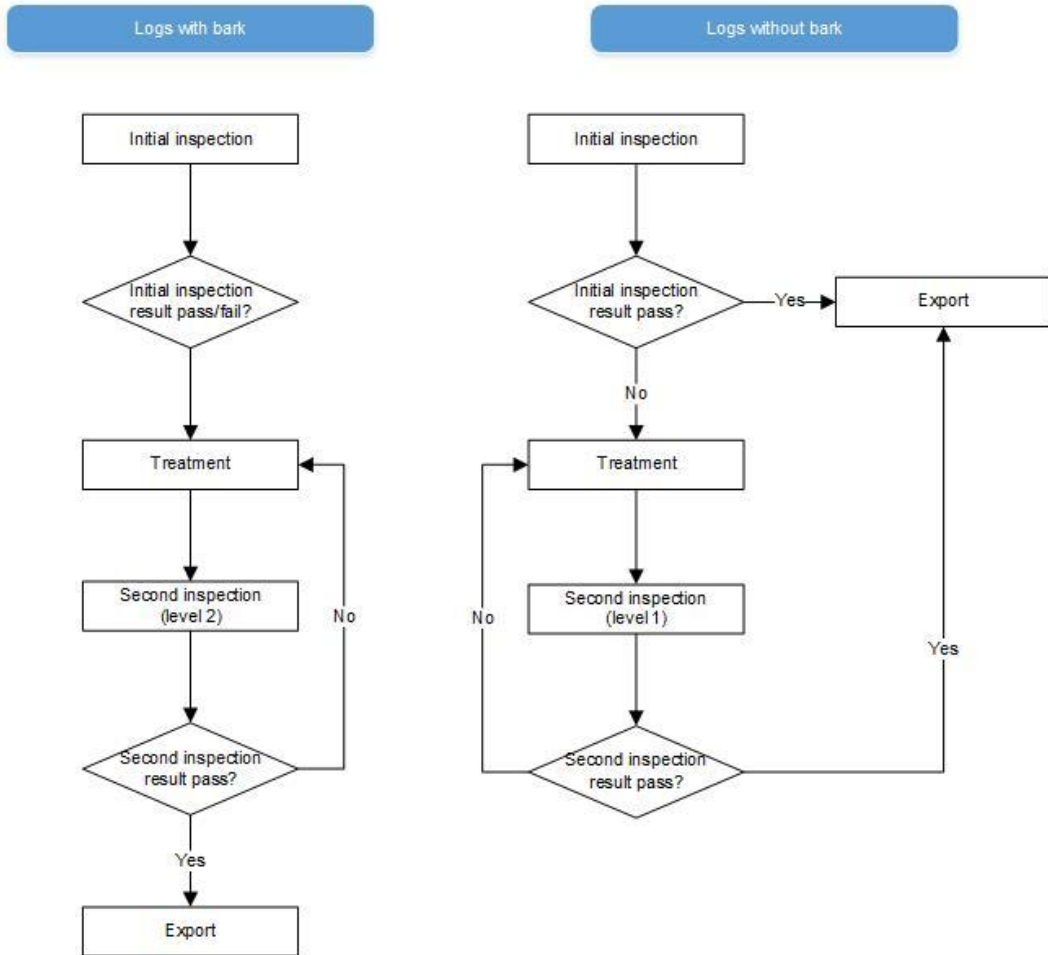 Logs with bark
Initial inspection
Initial inspection
result pass/fail?
Treatment
Second inspection
(level 2)
No
Second inspection
result pass?
Yes
Export
Logs without bark
Initial inspection
Initial inspection
result pass?
Yes
Export
No
Treatment
Second inspection
(level 1)
No
Yes
Second inspection
result pass?